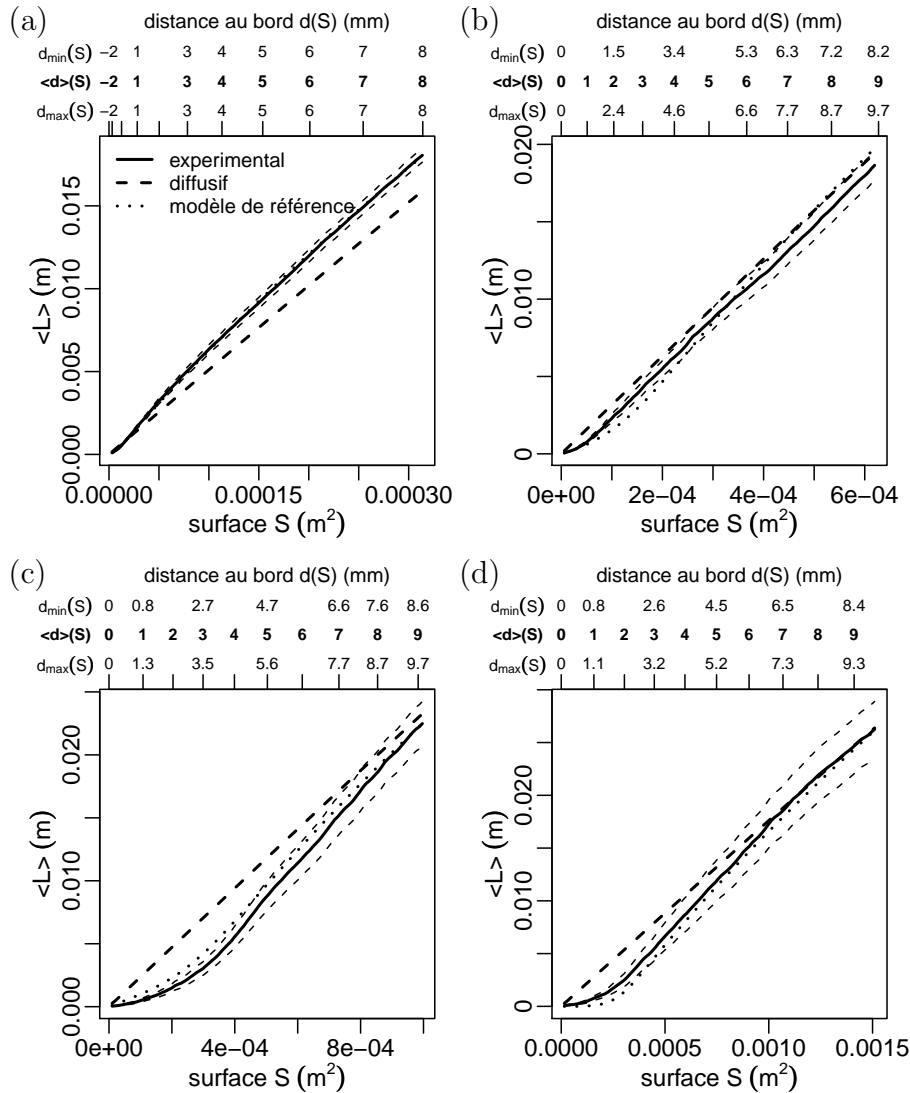 (a)
distance au bord d(S) (mm)
dmin(S) −2 1 3 4 5 6 7 8
<d>(S) −2 1 3 4 5 6 7 8
dmax(S) −2 1 3 4 5 6 7 8
experimental
diffusif
modèle de référence
<L> (m)
0.000 0.005 0.010 0.015
0.00000 0.00015 0.00030
surface S (m²)
(b)
distance au bord d(S) (mm)
dmin(S) 0 1.5 3.4 5.3 6.3 7.2 8.2
<d>(S) 0 1 2 3 4 5 6 7 8 9
dmax(S) 0 2.4 4.6 6.6 7.7 8.7 9.7
<L> (m)
0 0.010 0.020
0e+00 2e−04 4e−04 6e−04
surface S (m²)
(c)
distance au bord d(S) (mm)
dmin(S) 0 0.8 2.7 4.7 6.6 7.6 8.6
<d>(S) 0 1 2 3 4 5 6 7 8 9
dmax(S) 0 1.3 3.5 5.6 7.7 8.7 9.7
<L> (m)
0.000 0.010 0.020
0e+00 4e−04 8e−04
surface S (m²)
(d)
distance au bord d(S) (mm)
dmin(S) 0 0.8 2.6 4.5 6.5 8.4
<d>(S) 0 1 2 3 4 5 6 7 8 9
dmax(S) 0 1.1 3.2 5.2 7.3 9.3
<L> (m)
0 0.010 0.020
0.0000 0.0005 0.0010 0.0015
surface S (m²)